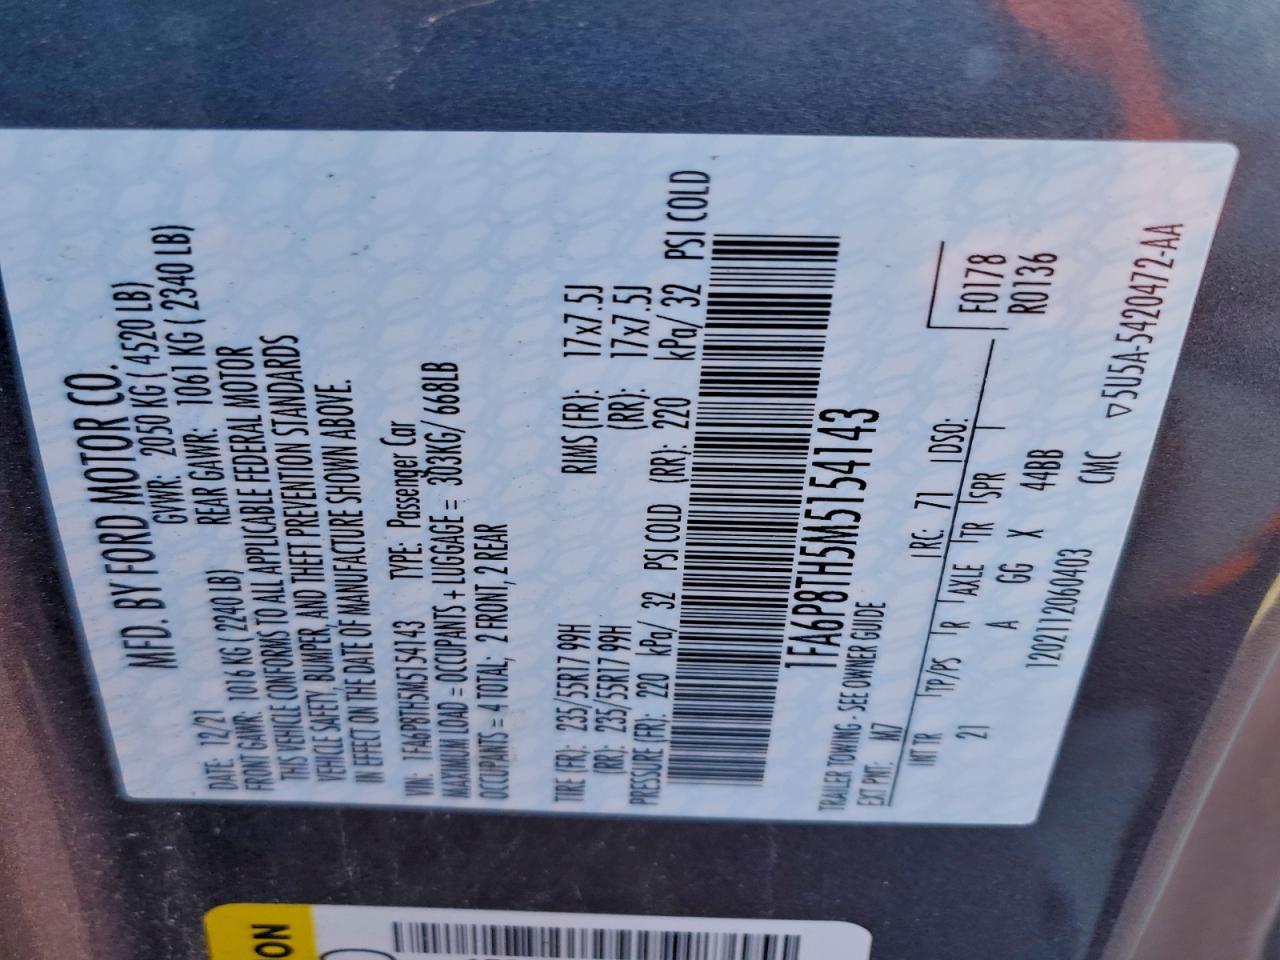 MFD. BY FORD MOTOR CO.
DATE: 12/21 GVWR: 2050 KG ( 4520 LB)
FRONT GAWR: 1016 KG ( 2240 LB) REAR GAWR: 1061 KG ( 2340 LB)
THIS VEHICLE CONFORMS TO ALL APPLICABLE FEDERAL MOTOR
VEHICLE SAFETY, BUMPER, AND THEFT PREVENTION STANDARDS
IN EFFECT ON THE DATE OF MANUFACTURE SHOWN ABOVE.
VIN: 1FA6P8TH5M5154143 TYPE: Passenger Car
MAXIMUM LOAD = OCCUPANTS + LUGGAGE = 303KG/ 668LB
OCCUPANTS = 4 TOTAL; 2 FRONT, 2 REAR
TIRE (FR): 235/55R17 99H RIMS (FR): 17x7.5J
(RR): 235/55R17 99H (RR): 17x7.5J
PRESSURE (FR): 220 kPa/ 32 PSI COLD (RR): 220 kPa/ 32 PSI COLD
1FA6P8TH5M5154143
TRAILER TOWING - SEE OWNER GUIDE
EXT PNT: M7 RC: 71 DSO:
INT TR TP/PS R AXLE TR SPR
21 A GG X 44BB
F0178
R0136
1202112060403 CMC
▽5U5A-5420472-AA
ON